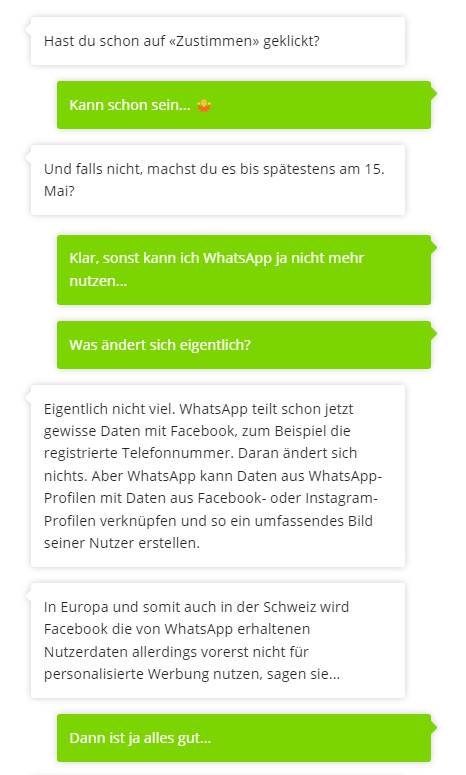 Hast du schon auf «Zustimmen» geklickt?
Kann schon sein... 🤷
Und falls nicht, machst du es bis spätestens am 15.
Mai?
Klar, sonst kann ich WhatsApp ja nicht mehr
nutzen...
Was ändert sich eigentlich?
Eigentlich nicht viel. WhatsApp teilt schon jetzt
gewisse Daten mit Facebook, zum Beispiel die
registrierte Telefonnummer. Daran ändert sich
nichts. Aber WhatsApp kann Daten aus WhatsApp-
Profilen mit Daten aus Facebook- oder Instagram-
Profilen verknüpfen und so ein umfassendes Bild
seiner Nutzer erstellen.
In Europa und somit auch in der Schweiz wird
Facebook die von WhatsApp erhaltenen
Nutzerdaten allerdings vorerst nicht für
personalisierte Werbung nutzen, sagen sie...
Dann ist ja alles gut...